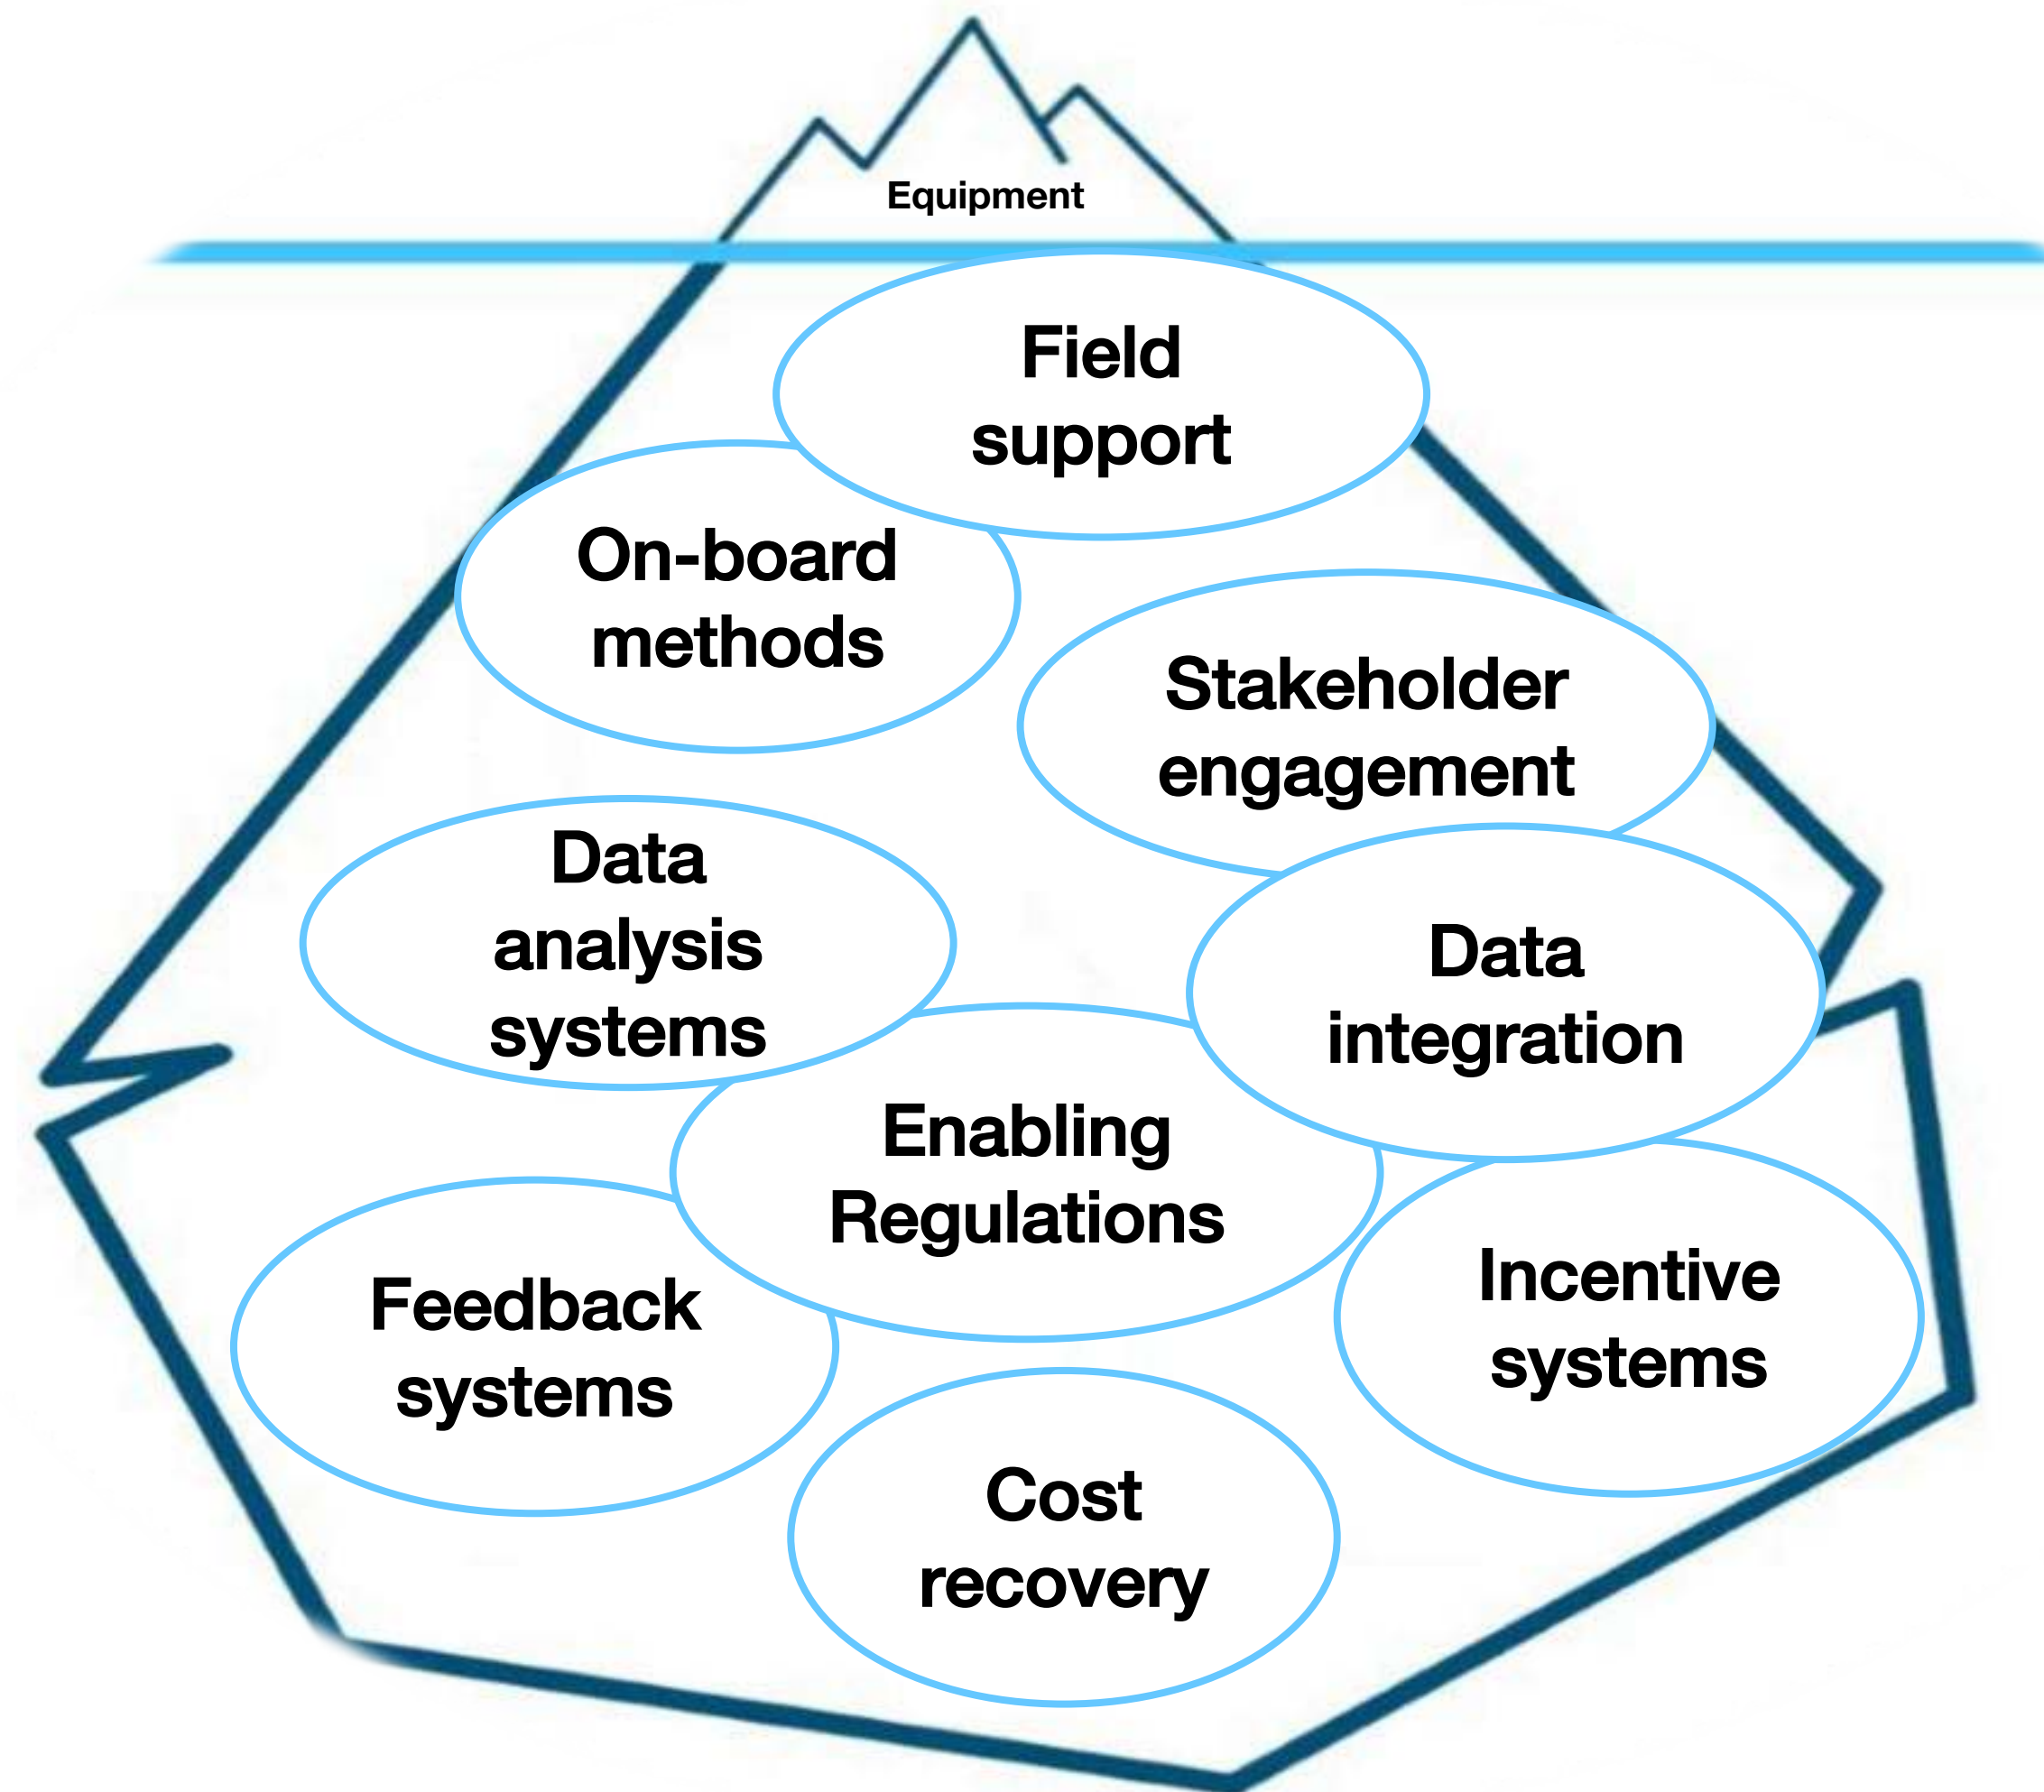 Equipment
Field
support
On-board
methods
Stakeholder
engagement
Data
analysis
systems
Data
integration
Enabling
Regulations
Feedback
systems
Incentive
systems
Cost
recovery